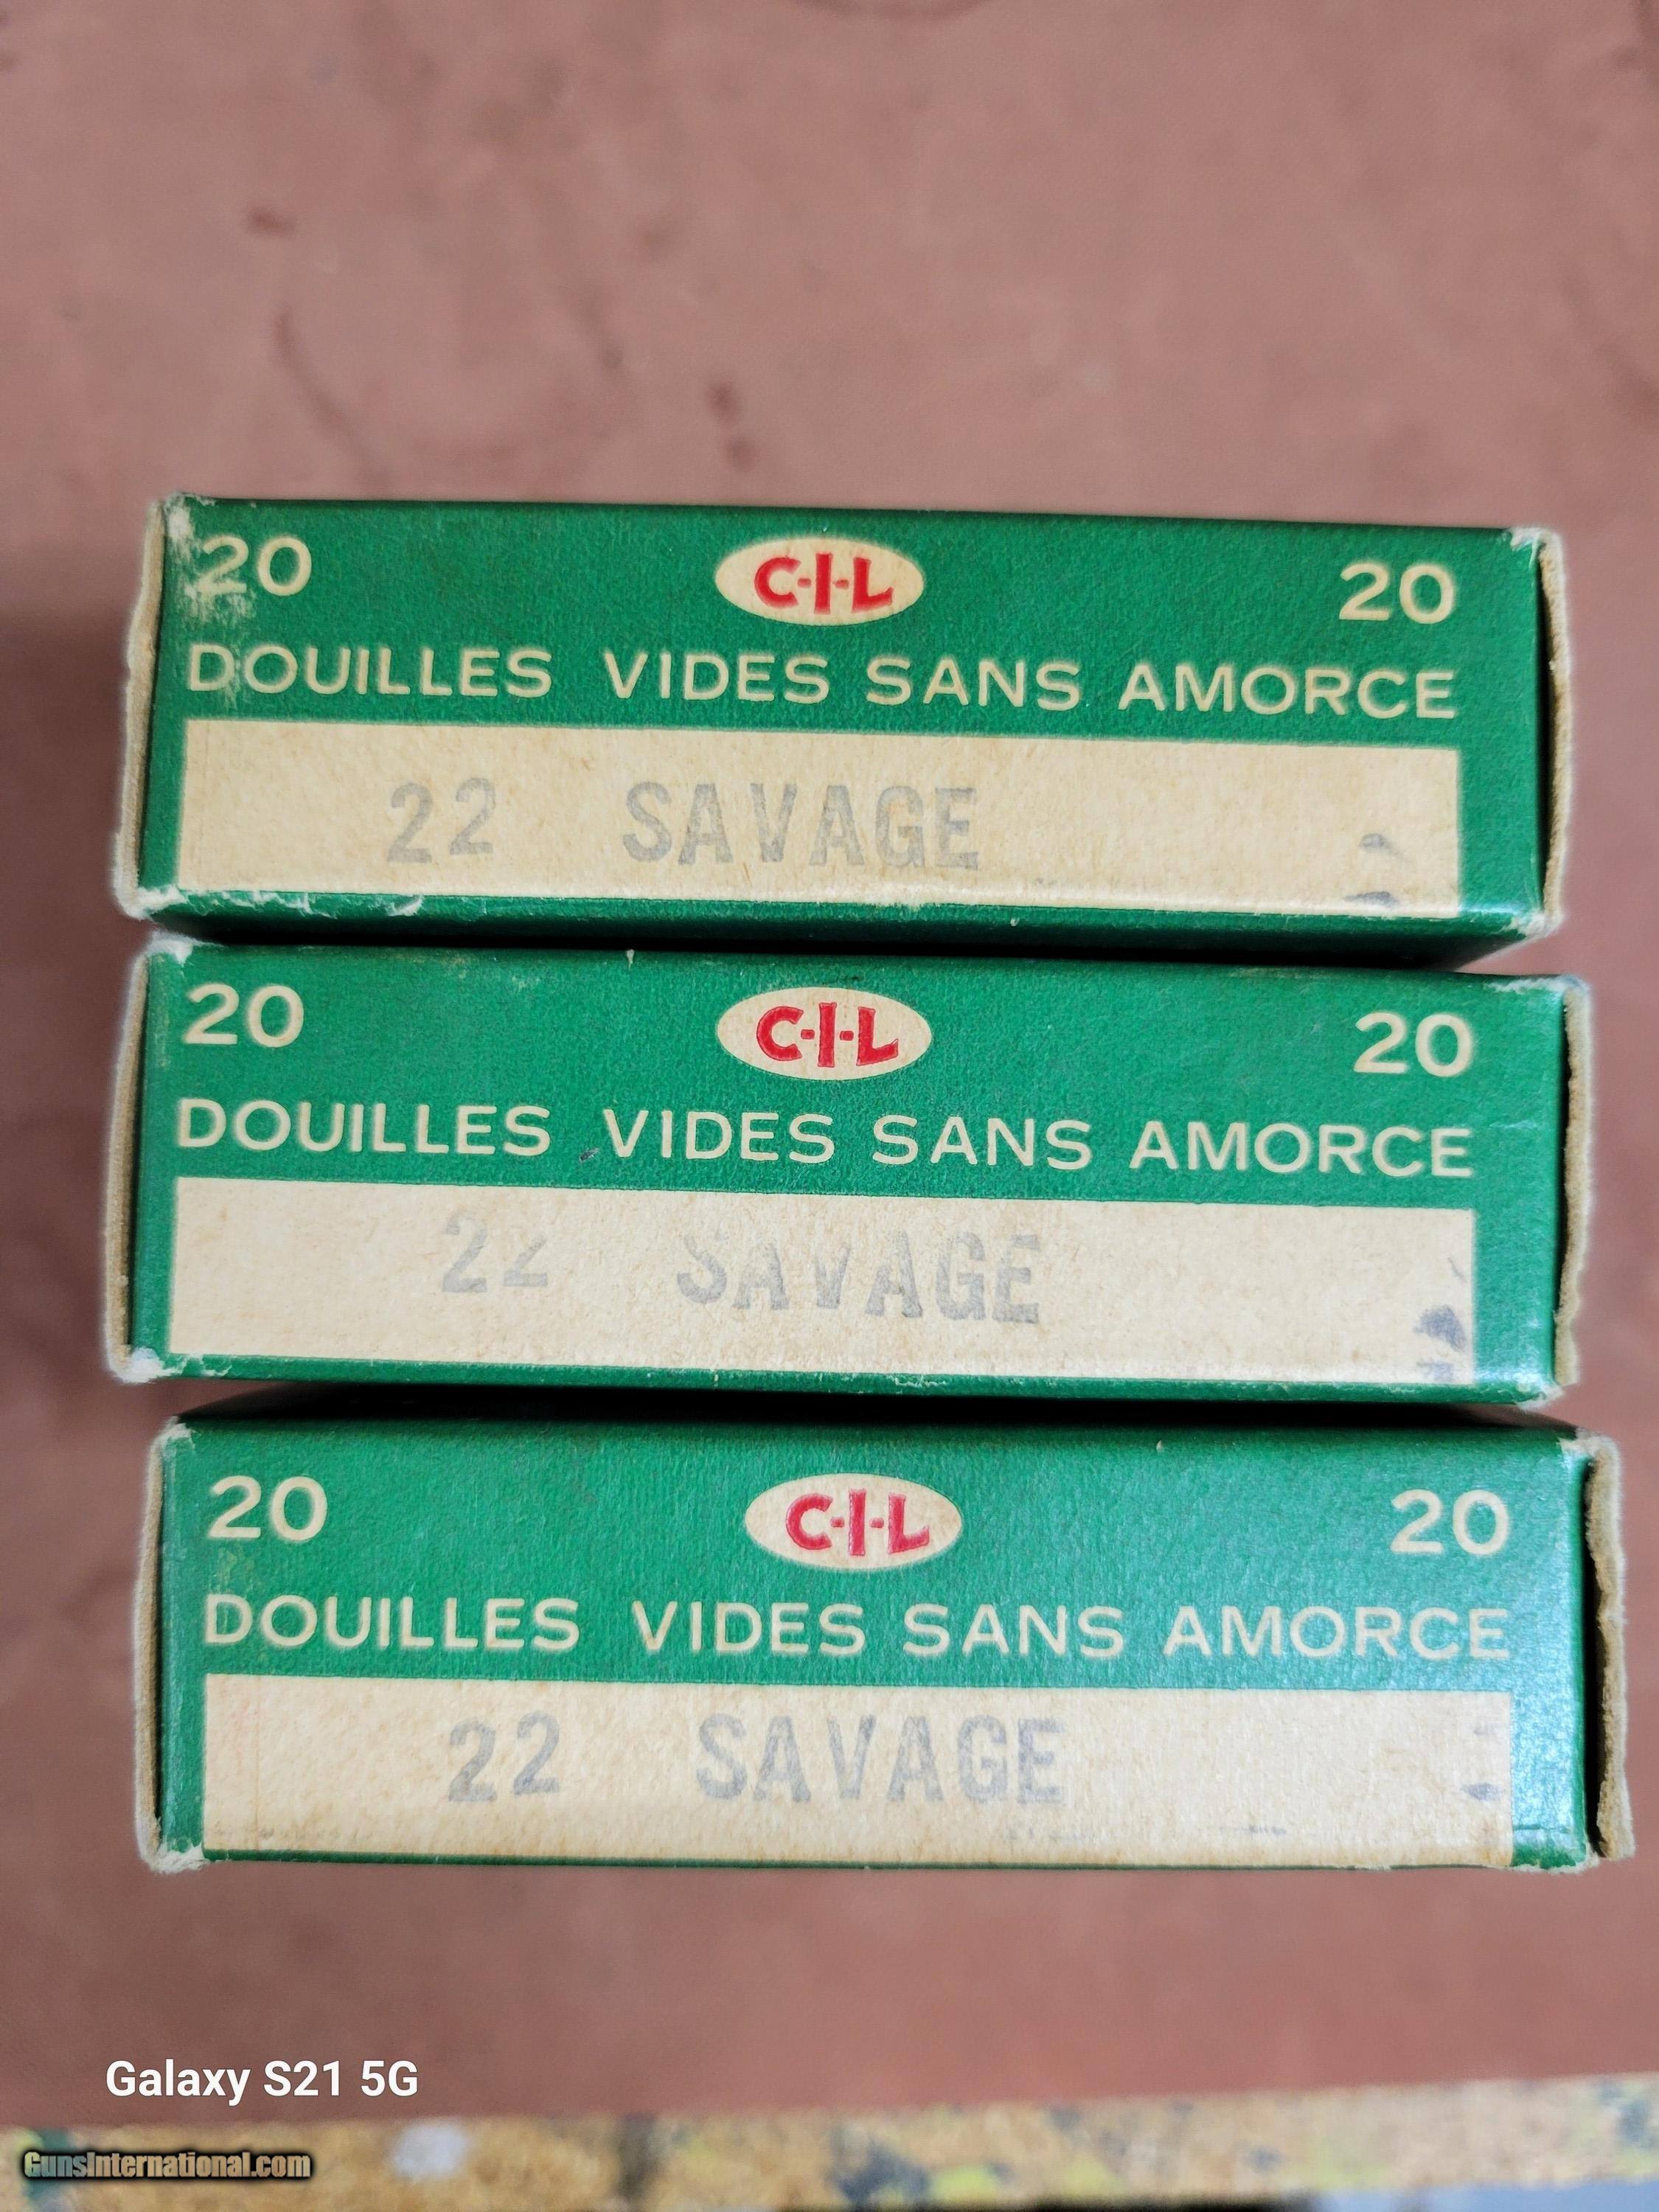 20 C-I-L 20
DOUILLES VIDES SANS AMORCE
22 SAVAGE
20 C-I-L 20
DOUILLES VIDES SANS AMORCE
22 SAVAGE
20 C-I-L 20
DOUILLES VIDES SANS AMORCE
22 SAVAGE
Galaxy S21 5G
GunsInternational.com